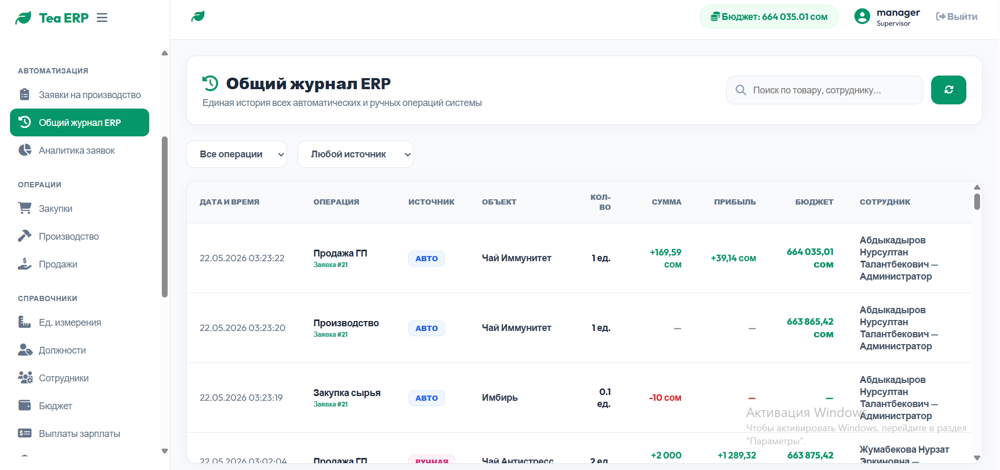 Tea ERP
Бюджет: 664 035.01 сом
manager
Supervisor
Выйти
АВТОМАТИЗАЦИЯ
Заявки на производство
Общий журнал ERP
Аналитика заявок
ОПЕРАЦИИ
Закупки
Производство
Продажи
СПРАВОЧНИКИ
Ед. измерения
Должности
Сотрудники
Бюджет
Выплаты зарплаты
Общий журнал ERP
Единая история всех автоматических и ручных операций системы
Поиск по товару, сотруднику...
Все операции
Любой источник
ДАТА И ВРЕМЯ
ОПЕРАЦИЯ
ИСТОЧНИК
ОБЪЕКТ
КОЛ-
ВО
СУММА
ПРИБЫЛЬ
БЮДЖЕТ
СОТРУДНИК
22.05.2026 03:23:22
Продажа ГП
Заявка #21
АВТО
Чай Иммунитет
1 ед.
+169,59
сом
+39,14 сом
664 035,01
сом
Абдыкадыров
Нурсултан
Талантбекович —
Администратор
22.05.2026 03:23:20
Производство
Заявка #21
АВТО
Чай Иммунитет
1 ед.
—
—
663 865,42
сом
Абдыкадыров
Нурсултан
Талантбекович —
Администратор
22.05.2026 03:23:19
Закупка сырья
Заявка #21
АВТО
Имбирь
0.1
ед.
-10 сом
—
—
Абдыкадыров
Нурсултан
Талантбекович —
Администратор
22.05.2026 03:02:04
Продажа ГП
РУЧНАЯ
Чай Антистресс
2 ед.
+2 000
+1 289,32
663 875,42
Жумабекова Нурзат
Эркиновна —
Активация Windows
Чтобы активировать Windows, перейдите в раздел
"Параметры".